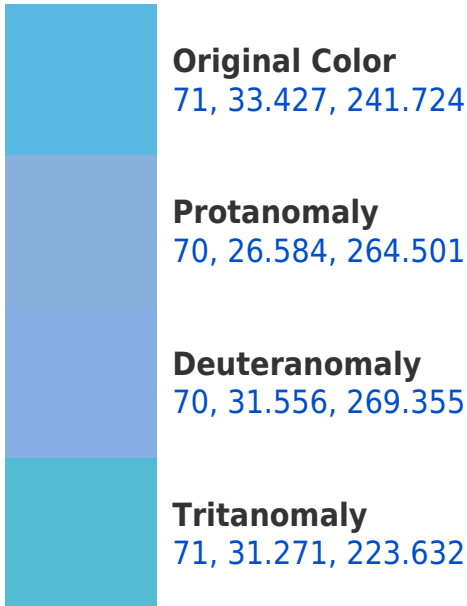 Original Color
71, 33.427, 241.724
Protanomaly
70, 26.584, 264.501
Deuteranomaly
70, 31.556, 269.355
Tritanomaly
71, 31.271, 223.632